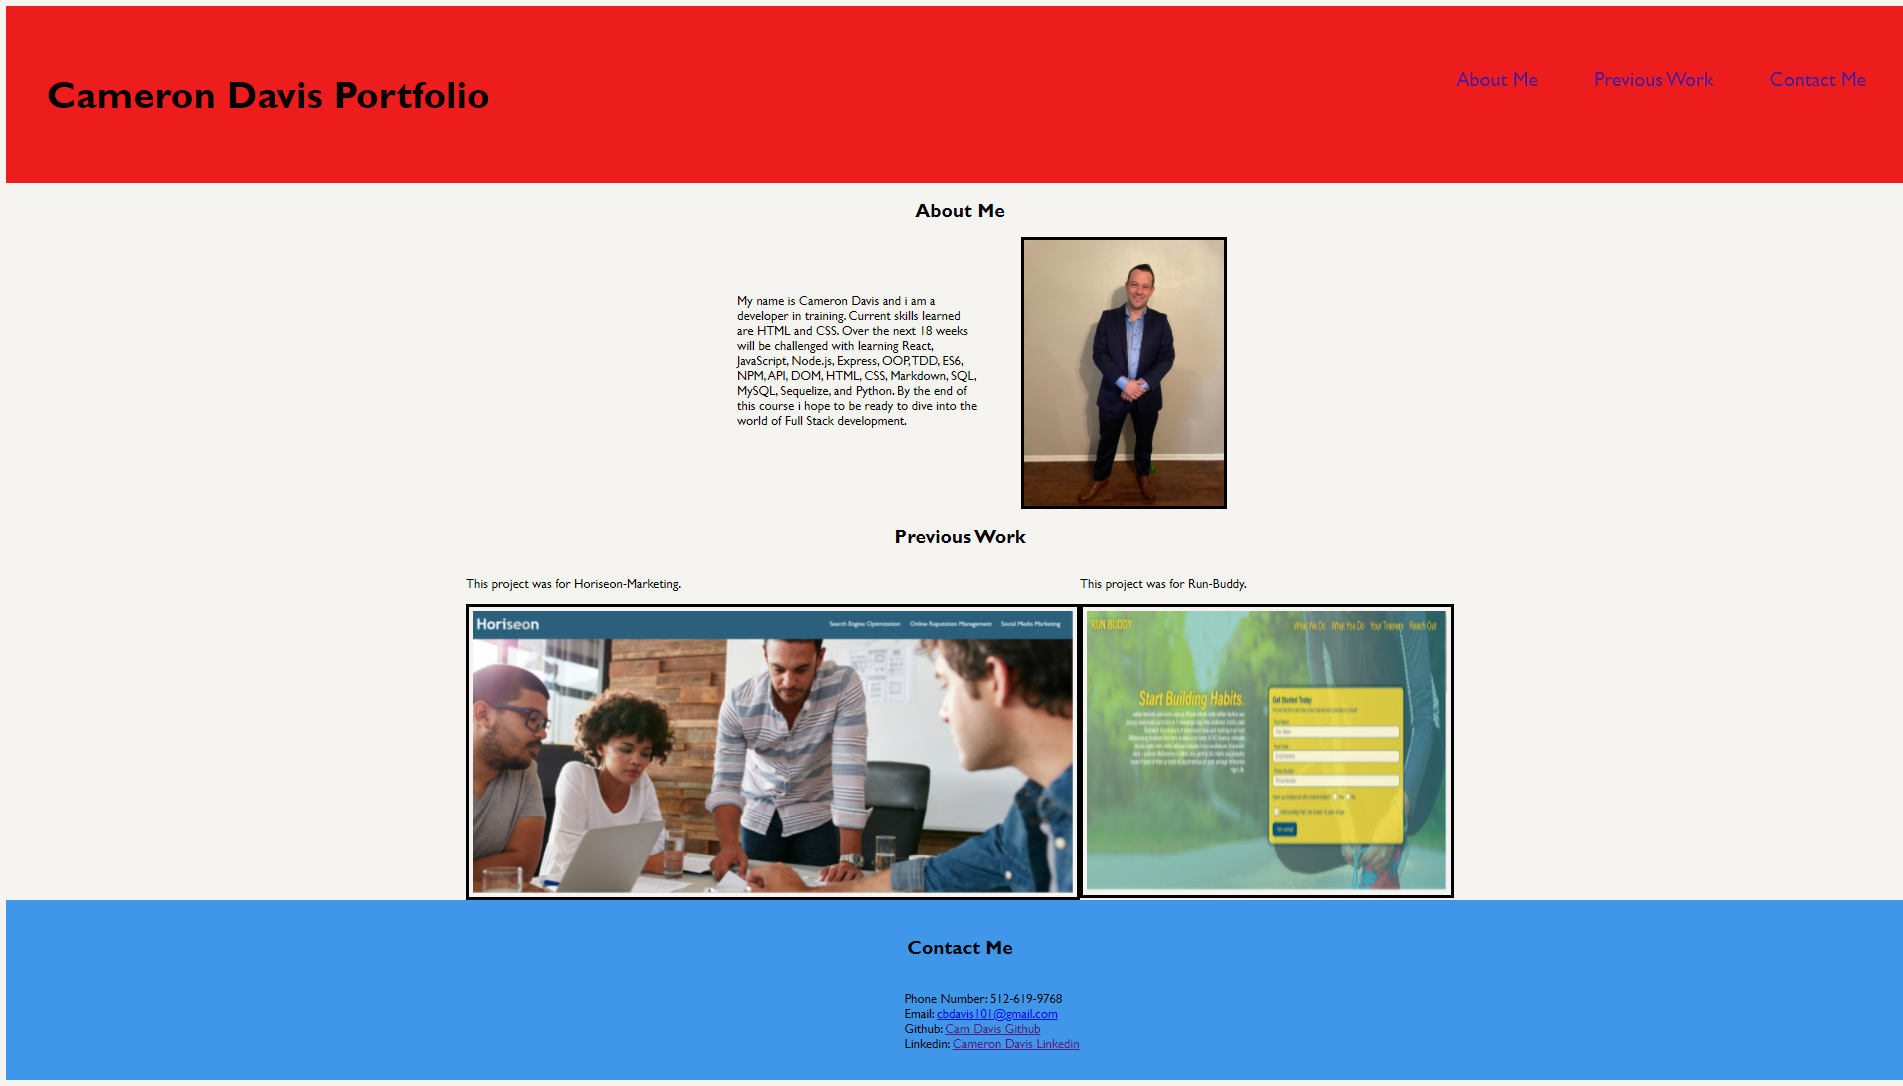 Cameron Davis Portfolio
About Me Previous Work Contact Me
About Me
My name is Cameron Davis and i am a
developer in training. Current skills learned
are HTML and CSS. Over the next 18 weeks
will be challenged with learning React,
JavaScript, Node.js, Express, OOP, TDD, ES6,
NPM, API, DOM, HTML, CSS, Markdown, SQL,
MySQL, Sequelize, and Python. By the end of
this course i hope to be ready to dive into the
world of Full Stack development.
Previous Work
This project was for Horiseon-Marketing.
Horiseon
Search Engine Optimization Online Reputation Management Social Media Marketing
This project was for Run-Buddy.
RUN BUDDY
What We Do What You Do Your Trainers Reach Out
Start Building Habits.
Get Started Today
Contact Me
Phone Number: 512-619-9768
Email: cbdavis101@gmail.com
Github: Cam Davis Github
Linkedin: Cameron Davis Linkedin